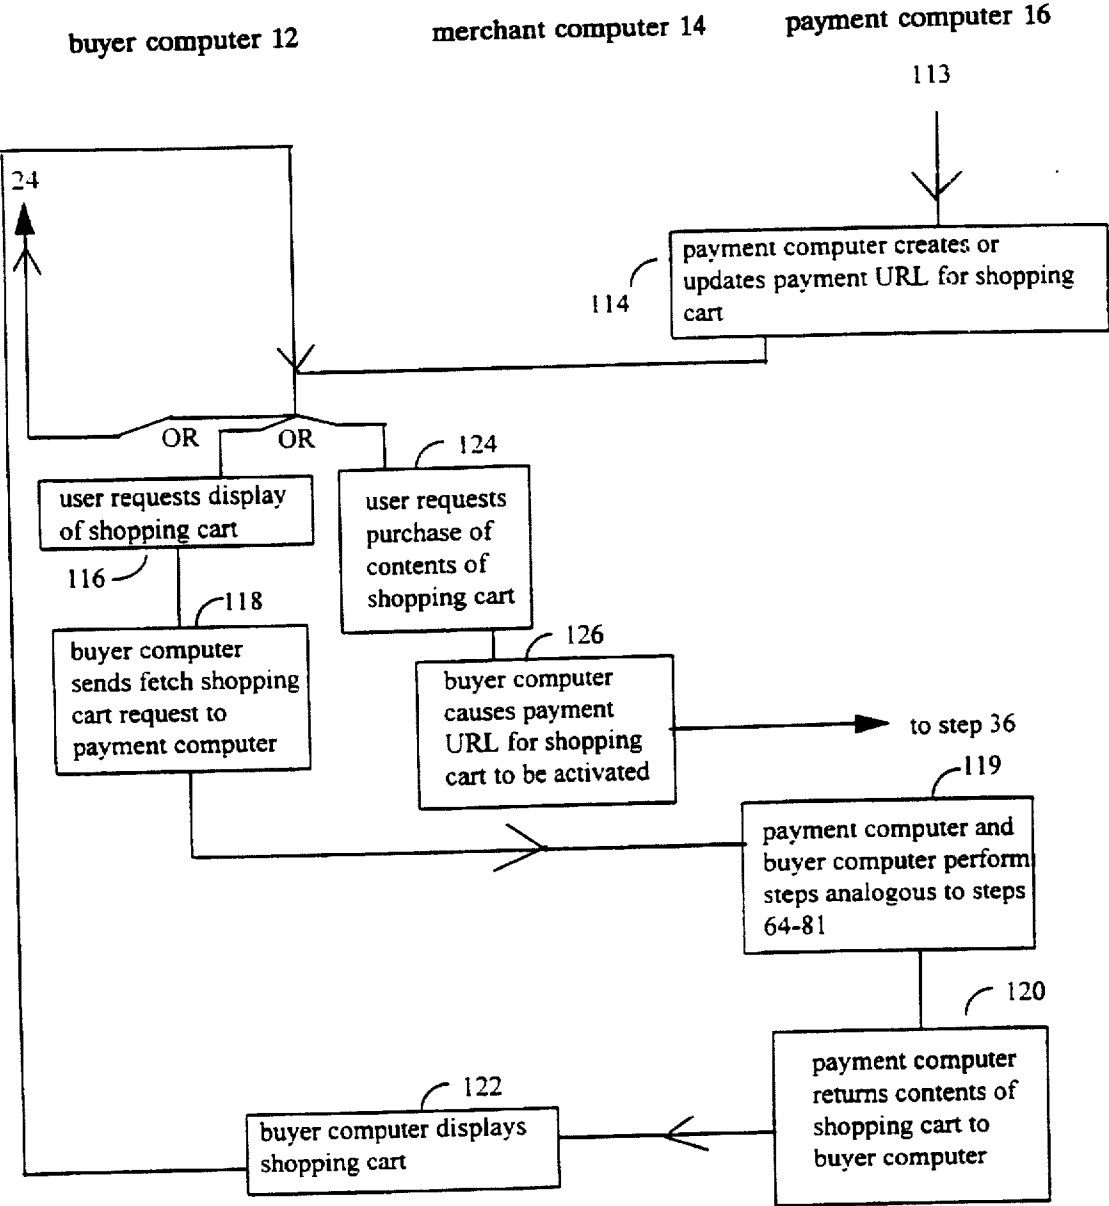 buyer computer 12
merchant computer 14
payment computer 16
113
24
payment computer creates or
updates payment URL for shopping
cart
114
OR
OR
124
user requests display
of shopping cart
116
user requests
purchase of
contents of
shopping cart
118
buyer computer
sends fetch shopping
cart request to
payment computer
126
buyer computer
causes payment
URL for shopping
cart to be activated
to step 36
119
payment computer and
buyer computer perform
steps analogous to steps
64-81
120
payment computer
returns contents of
shopping cart to
buyer computer
122
buyer computer displays
shopping cart